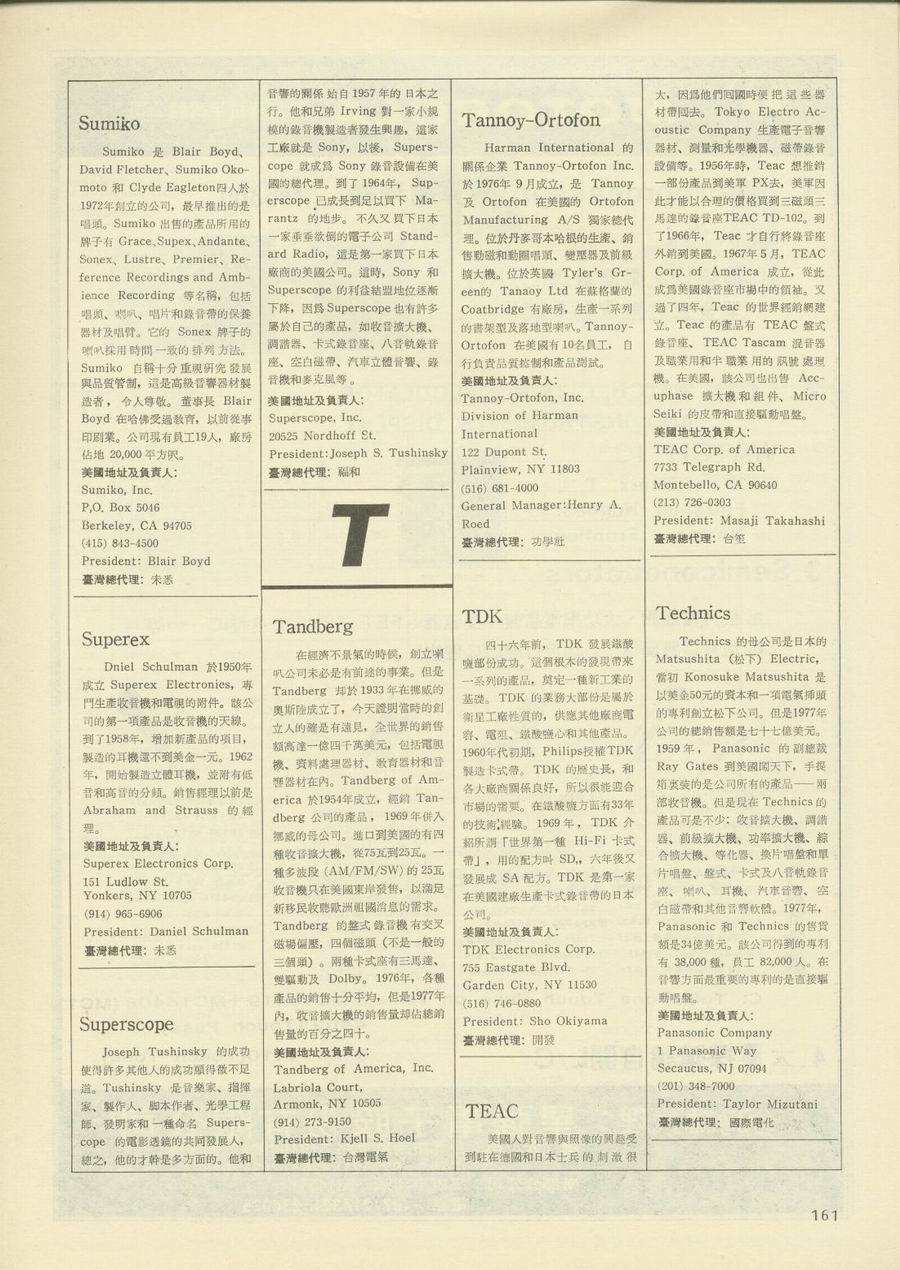 Sumiko
Sumiko 是 Blair Boyd、
David Fletcher、Sumiko Oko-
moto 和 Clyde Eagleton四人於
1972年創立的公司，最早推出的是
唱頭。Sumiko 出售的產品所用的
牌子有 Grace、Supex、Andante、
Sonex、Lustre、Premier、Re-
ference Recordings and Amb-
ience Recording 等名稱，包括
唱頭、喇叭、唱片和錄音帶的保養
器材及唱臂。它的 Sonex 牌子的
喇叭採用時間一致的排列方法。
Sumiko 自稱十分重視研究發展
與品質管制，這是高級音響器材製
造者，令人尊敬。董事長 Blair
Boyd 在哈佛受過敎育，以前從事
印刷業。公司現有員工19人，廠房
佔地 20,000 平方呎。
美國地址及負責人：
Sumiko, Inc.
P,O. Box 5046
Berkeley, CA 94705
(415) 843-4500
President: Blair Boyd
臺灣總代理：未悉
Superex
Dniel Schulman 於1950年
成立 Superex Electronics，專
門生產收音機和電視的附件。該公
司的第一項產品是收音機的天線。
到了1958年，增加新產品的項目，
製造的耳機還不到美金一元。1962
年，開始製造立體耳機，並附有低
音和高音的分頻。銷售經理以前是
Abraham and Strauss 的經
理。
美國地址及負責人：
Superex Electronics Corp.
151 Ludlow St.
Yonkers, NY 10705
(914) 965-6906
President: Daniel Schulman
臺灣總代理：未悉
Superscope
Joseph Tushinsky 的成功
使得許多其他人的成功顯得微不足
道。Tushinsky 是音樂家、指揮
家、製作人、脚本作者、光學工程
師、發明家和一種命名 Supers-
cope 的電影透鏡的共同發展人，
總之，他的才幹是多方面的。他和
音響的關係始自1957年的日本之
行。他和兄弟 Irving 對一家小規
模的錄音機製造者發生興趣，這家
工廠就是 Sony，以後，Supers-
cope 就成爲 Sony 錄音設備在美
國的總代理。到了1964年，Sup-
erscope 已成長到足以買下 Ma-
rantz 的地步。不久又買下日本
一家垂垂欲倒的電子公司 Stand-
ard Radio，這是第一家買下日本
廠商的美國公司。這時，Sony 和
Superscope 的利益結盟地位逐漸
下降，因爲 Superscope 也有許多
屬於自己的產品，如收音擴大機、
調諧器、卡式錄音座、八音軌錄音
座、空白磁帶、汽車立體音響、錄
音機和麥克風等。
美國地址及負責人：
Superscope, Inc.
20525 Nordhoff St.
President:Joseph S. Tushinsky
臺灣總代理：福和
T
Tandberg
在經濟不景氣的時候，創立喇
叭公司未必是有前途的事業。但是
Tandberg 却於1933年在挪威的
奧斯陸成立了，今天證明當時的創
立人的確是有遠見，全世界的銷售
額高達一億四千萬美元，包括電視
機、資料處理器材、敎育器材和音
響器材在內。Tandberg of Am-
erica 於1954年成立，經銷 Tan-
dberg 公司的產品，1969年併入
挪威的母公司。進口到美國的有四
種收音擴大機，從75瓦到25瓦。一
種多波段 (AM/FM/SW) 的 25瓦
收音機只在美國東岸發售，以滿足
新移民收聽歐洲祖國消息的需求。
Tandberg 的盤式錄音機有交叉
磁場偏壓，四個磁頭（不是一般的
三個頭）。兩種卡式座有三馬達、
雙驅動及 Dolby。1976年，各種
產品的銷售十分平均，但是1977年
內，收音擴大機的銷售量却佔總銷
售量的百分之四十。
美國地址及負責人：
Tandberg of America, Inc.
Labriola Court,
Armonk, NY 10505
(914) 273-9150
President: Kjell S. Hoel
臺灣總代理：台灣電氣
Tannoy-Ortofon
Harman International 的
關係企業 Tannoy-Ortofon Inc.
於1976年 9月成立，是 Tannoy
及 Ortofon 在美國的 Ortofon
Manufacturing A/S 獨家總代
理。位於丹麥哥本哈根的生產、銷
售動磁和動圈唱頭、變壓器及前級
擴大機。位於英國 Tyler's Gr-
een的 Tanaoy Ltd 在蘇格蘭的
Coatbridge 有廠房，生產一系列
的書架型及落地型喇叭。Tannoy-
Ortofon 在美國有10名員工，自
行負責品質控制和產品測試。
美國地址及負責人：
Tannoy-Ortofon, Inc.
Division of Harman
International
122 Dupont St.
Plainview, NY 11803
(516) 681-4000
General Manager:Henry A.
Roed
臺灣總代理：功學社
TDK
四十六年前，TDK 發展鐵酸
鹽部份成功。這個根本的發現帶來
一系列的產品，奠定一種新工業的
基礎。TDK 的業務大部份是屬於
衞星工廠性質的，供應其他廠商電
容、電阻、鐵酸鹽心和其他產品。
1960年代初期，Philips授權TDK
製造卡式帶。TDK 的歷史長，和
各大廠商關係良好，所以很能迎合
市場的需要。在鐵酸鹽方面有33年
的技術經驗。1969年，TDK 介
紹所謂「世界第一種 Hi-Fi 卡式
帶」，用的配方叫 SD,，六年後又
發展成 SA 配方。TDK 是第一家
在美國建廠生產卡式錄音帶的日本
公司。
美國地址及負責人：
TDK Electronics Corp.
755 Eastgate Blvd.
Garden City, NY 11530
(516) 746-0880
President: Sho Okiyama
臺灣總代理：開發
TEAC
美國人對音響與照像的興趣受
到駐在德國和日本士兵的刺激很
大，因爲他們囘國時便把這些器
材帶囘去。Tokyo Electro Ac-
oustic Company 生產電子音響
器材、測量和光學機器、磁帶錄音
設備等。1956年時，Teac 想推銷
一部份產品到美軍 PX去，美軍因
此才能以合理的價格買到三磁頭三
馬達的錄音座TEAC TD-102。到
了1966年，Teac 才自行將錄音座
外銷到美國。1967年 5月，TEAC
Corp. of America 成立，從此
成爲美國錄音座市場中的領袖。又
過了四年，Teac 的世界經銷網建
立。Teac 的產品有 TEAC 盤式
錄音座、TEAC Tascam 混音器
及職業用和半職業用的訊號處理
機。在美國，該公司也出售 Acc-
uphase 擴大機和組件、Micro
Seiki 的皮帶和直接驅動唱盤。
美國地址及負責人：
TEAC Corp. of America
7733 Telegraph Rd.
Montebello, CA 90640
(213) 726-0303
President: Masaji Takahashi
臺灣總代理：台笙
Technics
Technics 的母公司是日本的
Matsushita（松下）Electric，
當初 Konosuke Matsushita 是
以美金50元的資本和一項電氣揷頭
的專利創立松下公司。但是1977年
公司的總銷售額是七十七億美元。
1959年，Panasonic 的副總裁
Ray Gates 到美國闖天下，手提
箱裏裝的是公司所有的產品——兩
部收音機。但是現在 Technics的
產品可是不少：收音擴大機、調諧
器、前級擴大機、功率擴大機、綜
合擴大機、等化器、換片唱盤和單
片唱盤、盤式、卡式及八音軌錄音
座、喇叭、耳機、汽車音響、空
白磁帶和其他音響軟體。1977年，
Panasonic 和 Technics 的售貨
額是34億美元。該公司得到的專利
有 38,000種，員工 82,000人。在
音響方面最重要的專利的是直接驅
動唱盤。
美國地址及負責人：
Panasonic Company
1 Panasonic Way
Secaucus, NJ 07094
(201) 348-7000
President: Taylor Mizutani
臺灣總代理：國際電化
161